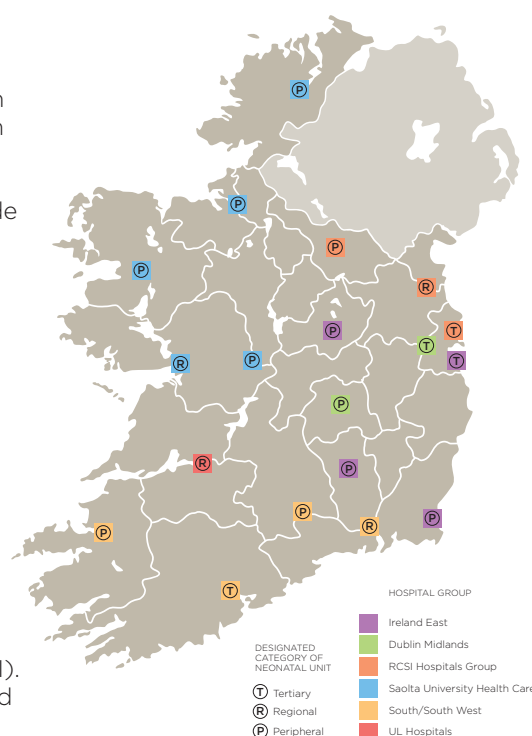 n
n
de
P
P
P
P
R
T
P
T
T
R
P
P
R
P
P
R
P
P
T
HOSPITAL GROUP
Ireland East
Dublin Midlands
RCSI Hospitals Group
Saolta University Health Care
South/South West
UL Hospitals
DESIGNATED
CATEGORY OF
NEONATAL UNIT
T Tertiary
R Regional
P Peripheral
).
d